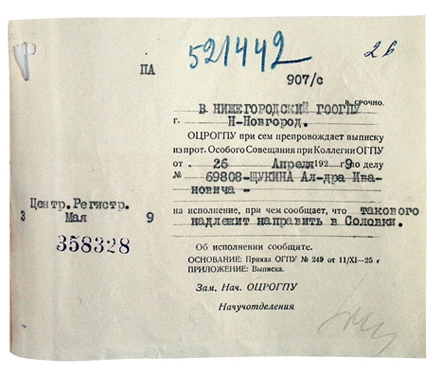 521442
26
ПА
907/с
срочно.
В НИЖЕГОРОДСКИЙ ГООГПУ
г. Н-Новгород.
ОЦРОГПУ при сем препровождает выписку
из прот. Особого Совещания при Коллегии ОГПУ
от . 26 Апреля 192 9 г. по делу
№ 69808-ЩУКИНА Ал-дра Ива-
новича-
на исполнение, при чем сообщает, что такового
надлежит направить в Соловки.
Центр. Регистр.
3 Мая 9
358328
Об исполнении сообщите.
ОСНОВАНИЕ: Приказ ОГПУ № 249 от 11/XI—25 г
ПРИЛОЖЕНИЕ: Выписка.
Зам. Нач. ОЦРОГПУ
Начучотделения